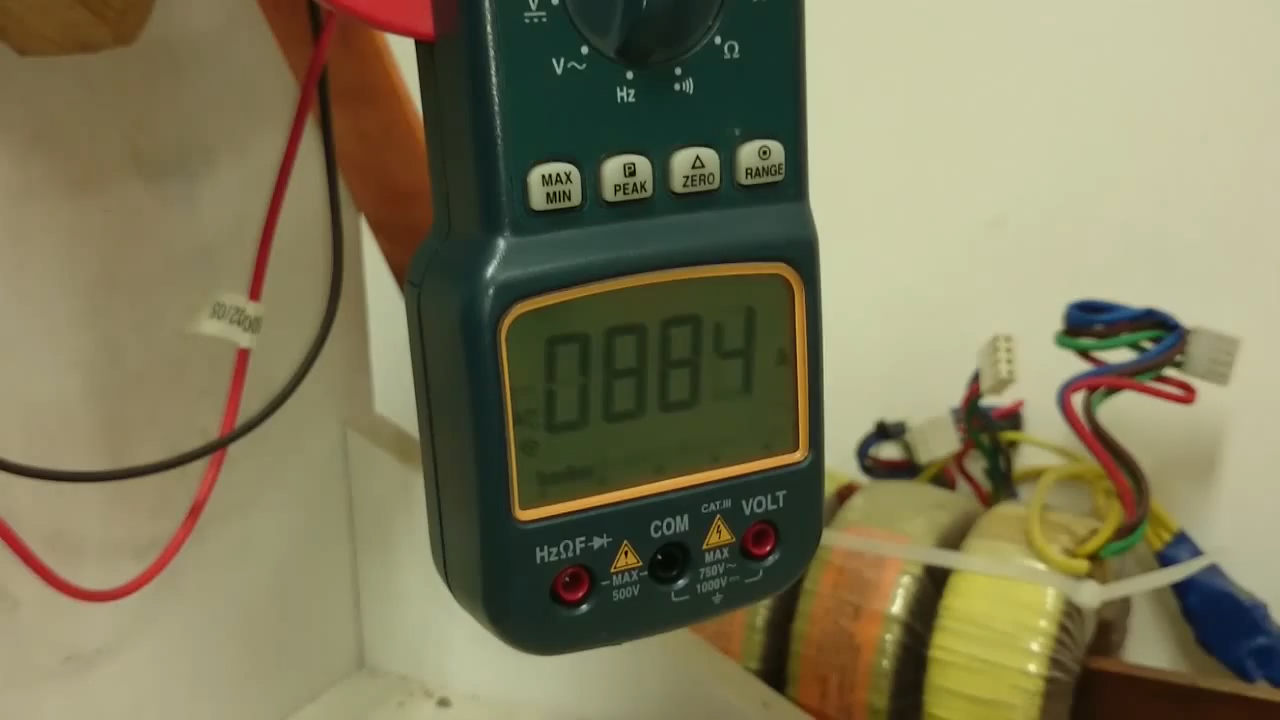 V
V~
Hz
Ω
MAX
MIN
P
PEAK
ZERO
RANGE
0884
A
HzΩF
MAX
500V
COM
CAT.III
VOLT
MAX
750V~
1000V